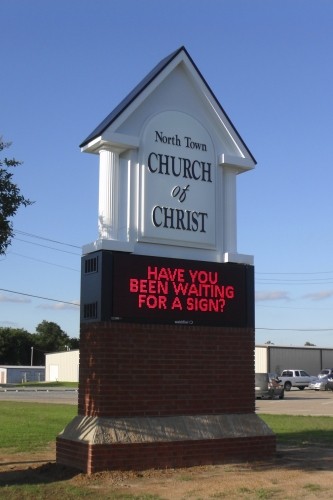 North Town
CHURCH
of
CHRIST
HAVE YOU
BEEN WAITING
FOR A SIGN?